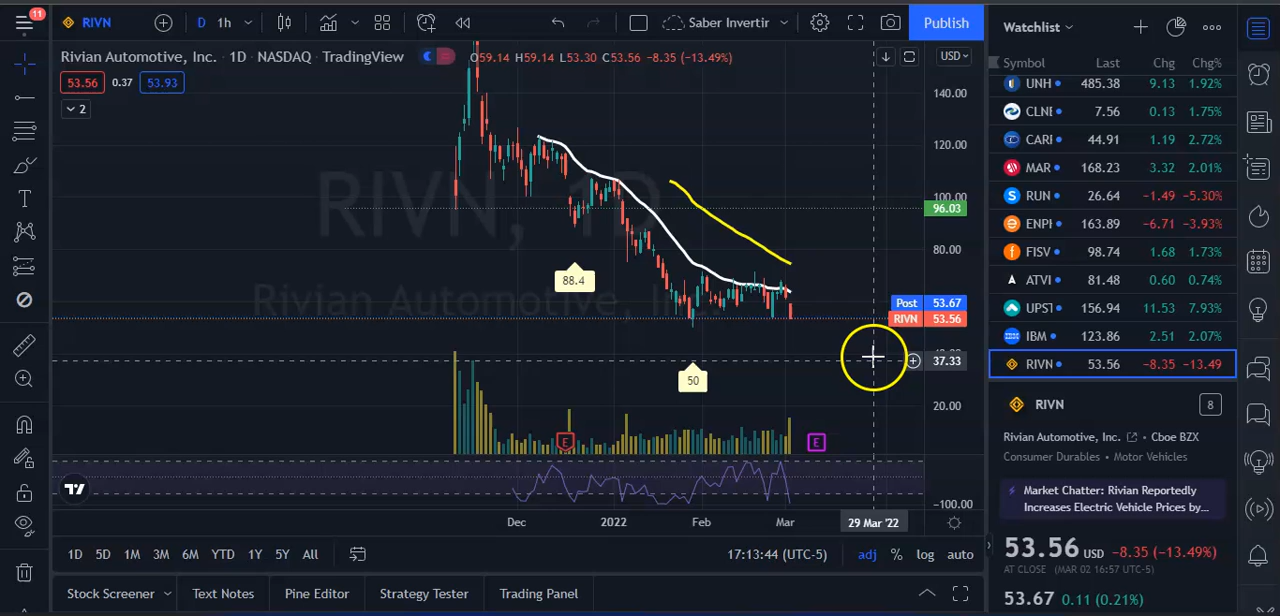 11
RIVN
D 1h
Saber Invertir
Publish
Rivian Automotive, Inc. · 1D · NASDAQ · TradingView
O59.14 H59.14 L53.30 C53.56 −8.35 (−13.49%)
USD
53.56 0.37 53.93
2
RIVN, 1D
Rivian Automotive, Inc.
140.00
120.00
100.00
96.03
80.00
Post 53.67
RIVN 53.56
37.33
20.00
−100.00
88.4
50
E
E
Dec 2022 Feb Mar 29 Mar '22
1D 5D 1M 3M 6M YTD 1Y 5Y All
17:13:44 (UTC-5) adj % log auto
Stock Screener Text Notes Pine Editor Strategy Tester Trading Panel
Watchlist
Symbol Last Chg Chg%
UNH 485.38 9.13 1.92%
CLNE 7.56 0.13 1.75%
CARR 44.91 1.19 2.72%
MAR 168.23 3.32 2.01%
RUN 26.64 −1.49 −5.30%
ENPH 163.89 −6.71 −3.93%
FISV 98.74 1.68 1.73%
ATVI 81.48 0.60 0.74%
UPST 156.94 11.53 7.93%
IBM 123.86 2.51 2.07%
RIVN 53.56 −8.35 −13.49
RIVN 8
Rivian Automotive, Inc. · Cboe BZX
Consumer Durables · Motor Vehicles
Market Chatter: Rivian Reportedly
Increases Electric Vehicle Prices by...
53.56 USD −8.35 (−13.49%)
AT CLOSE (MAR 02 16:57 UTC-5)
53.67 0.11 (0.21%)